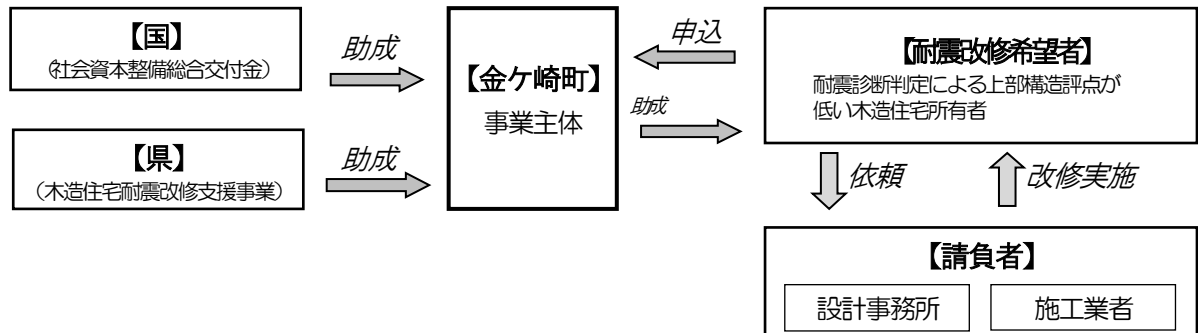 【国】
(社会資本整備総合交付金)
助成
【県】
(木造住宅耐震改修支援事業)
助成
【金ケ崎町】
事業主体
申込
助成
【耐震改修希望者】
耐震診断判定による上部構造評点が
低い木造住宅所有者
依頼
改修実施
【請負者】
設計事務所
施工業者